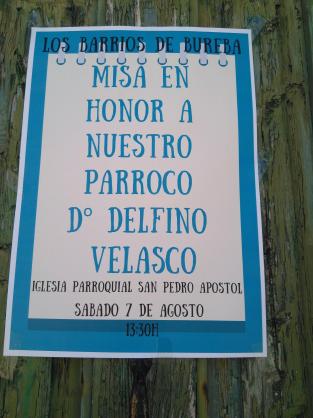 LOS BARRIOS DE BUREBA
MISA EN
HONOR A
NUESTRO
PARROCO
Dº DELFINO
VELASCO
IGLESIA PARROQUIAL SAN PEDRO APOSTOL
SABADO 7 DE AGOSTO
13:30H